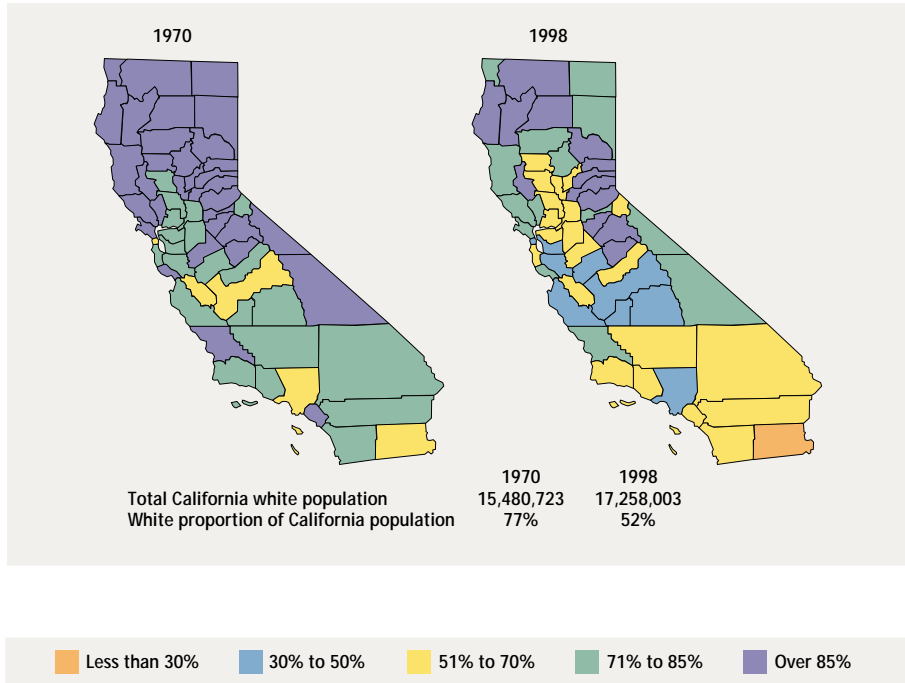 1970 1998
1970 1998
Total California white population 15,480,723 17,258,003
White proportion of California population 77% 52%
Less than 30% 30% to 50% 51% to 70% 71% to 85% Over 85%